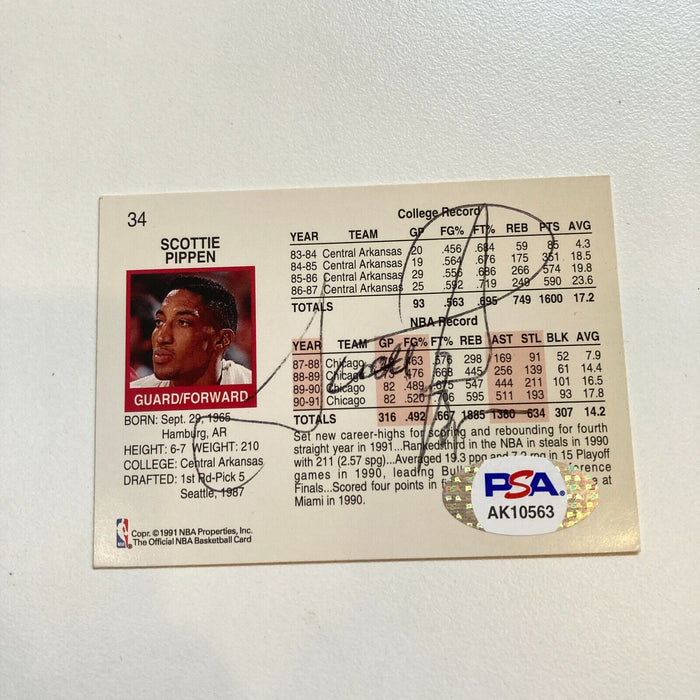 34
SCOTTIE
PIPPEN
GUARD/FORWARD
BORN: Sept. 29, 1965
Hamburg, AR
HEIGHT: 6-7 WEIGHT: 210
COLLEGE: Central Arkansas
DRAFTED: 1st Rd-Pick 5
Seattle, 1987
Copr. © 1991 NBA Properties, Inc.
The Official NBA Basketball Card
College Record
YEAR TEAM GP FG% FT% REB PTS AVG
83-84 Central Arkansas 20 .456 .684 59 85 4.3
84-85 Central Arkansas 19 .564 .676 175 351 18.5
85-86 Central Arkansas 29 .556 .686 266 574 19.8
86-87 Central Arkansas 25 .592 .719 249 590 23.6
TOTALS 93 .563 .695 749 1600 17.2
NBA Record
YEAR TEAM GP FG% FT% REB AST STL BLK AVG
87-88 Chicago .463 .576 298 169 91 52 7.9
88-89 Chicago .476 .668 445 256 139 61 14.4
89-90 Chicago 82 .489 547 444 211 101 16.5
90-91 Chicago 82 .520 595 511 193 93 17.8
TOTALS 316 .492 .667 1885 1380 634 307 14.2
Set new career-highs for scoring and rebounding for fourth
straight year in 1991...Ranked third in the NBA in steals in 1990
with 211 (2.57 spg)...Averaged 19.3 ppg and 7.2 rpg in 15 Playoff
games in 1990, leading
Finals...Scored four points in
at
Miami in 1990.
PSA
AK10563